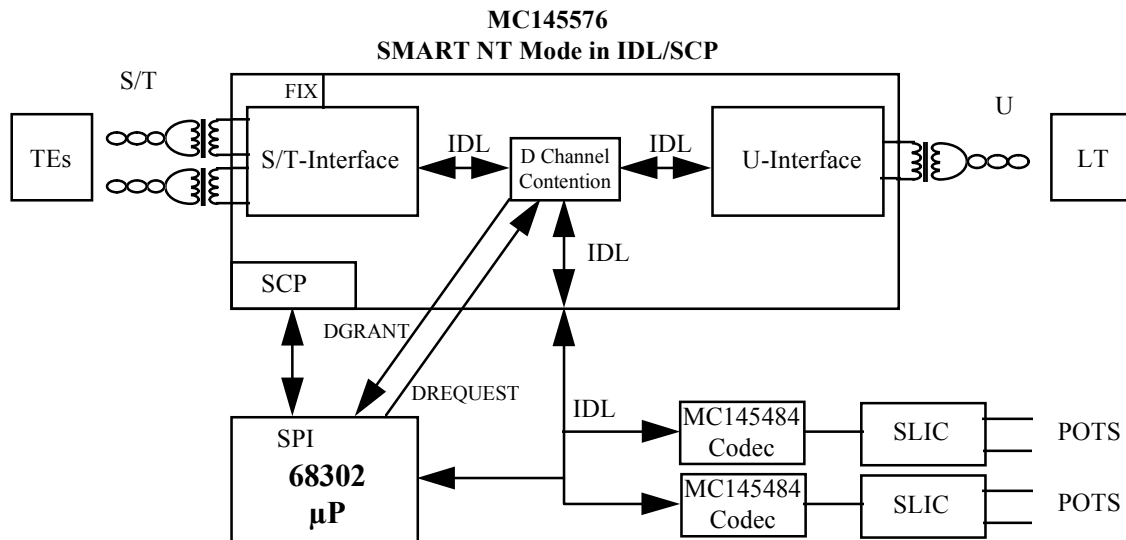 MC145576
SMART NT Mode in IDL/SCP
S/T
FIX
U
TEs
S/T-Interface
IDL
D Channel
Contention
IDL
U-Interface
LT
IDL
SCP
DGRANT
DREQUEST
IDL
SPI
68302
µP
MC145484
Codec
SLIC
POTS
MC145484
Codec
SLIC
POTS